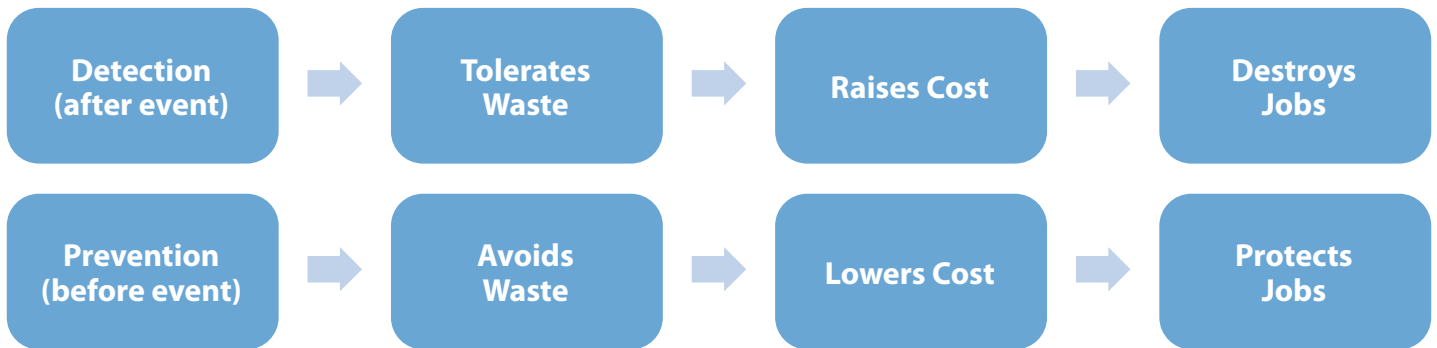 Detection
(after event)
Tolerates
Waste
Raises Cost
Destroys
Jobs
Prevention
(before event)
Avoids
Waste
Lowers Cost
Protects
Jobs